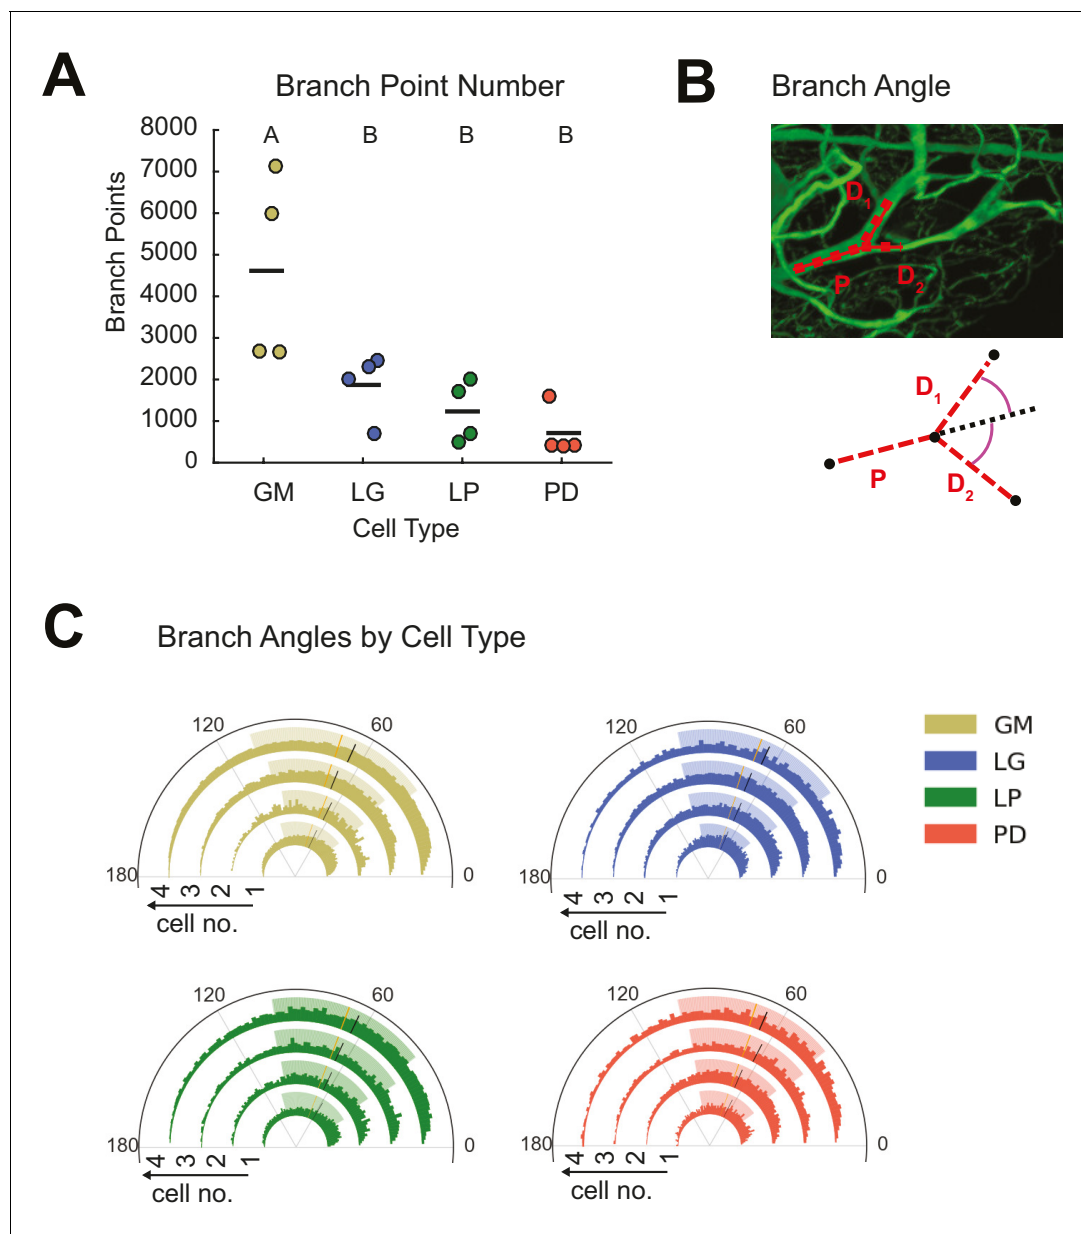 A
Branch Point Number
8000
7000
6000
5000
4000
3000
2000
1000
0
Branch Points
A B B B
GM LG LP PD
Cell Type
B
Branch Angle
D1
P
D2
D1
P
D2
C
Branch Angles by Cell Type
120 60
180 0
4 3 2 1
cell no.
120 60
180 0
4 3 2 1
cell no.
GM
LG
LP
PD
120 60
180 0
4 3 2 1
cell no.
120 60
180 0
4 3 2 1
cell no.